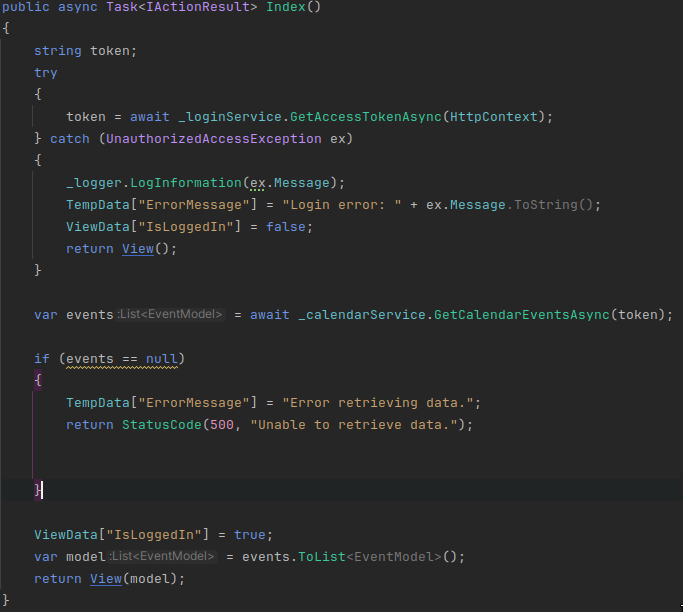 public async Task<IActionResult> Index()
{
    string token;
    try
    {
        token = await _loginService.GetAccessTokenAsync(HttpContext);
    } catch (UnauthorizedAccessException ex)
    {
        _logger.LogInformation(ex.Message);
        TempData["ErrorMessage"] = "Login error: " + ex.Message.ToString();
        ViewData["IsLoggedIn"] = false;
        return View();
    }
    var events :List<EventModel> = await _calendarService.GetCalendarEventsAsync(token);
    if (events == null)
    {
        TempData["ErrorMessage"] = "Error retrieving data.";
        return StatusCode(500, "Unable to retrieve data.");
    }
    ViewData["IsLoggedIn"] = true;
    var model :List<EventModel> = events.ToList<EventModel>();
    return View(model);
}